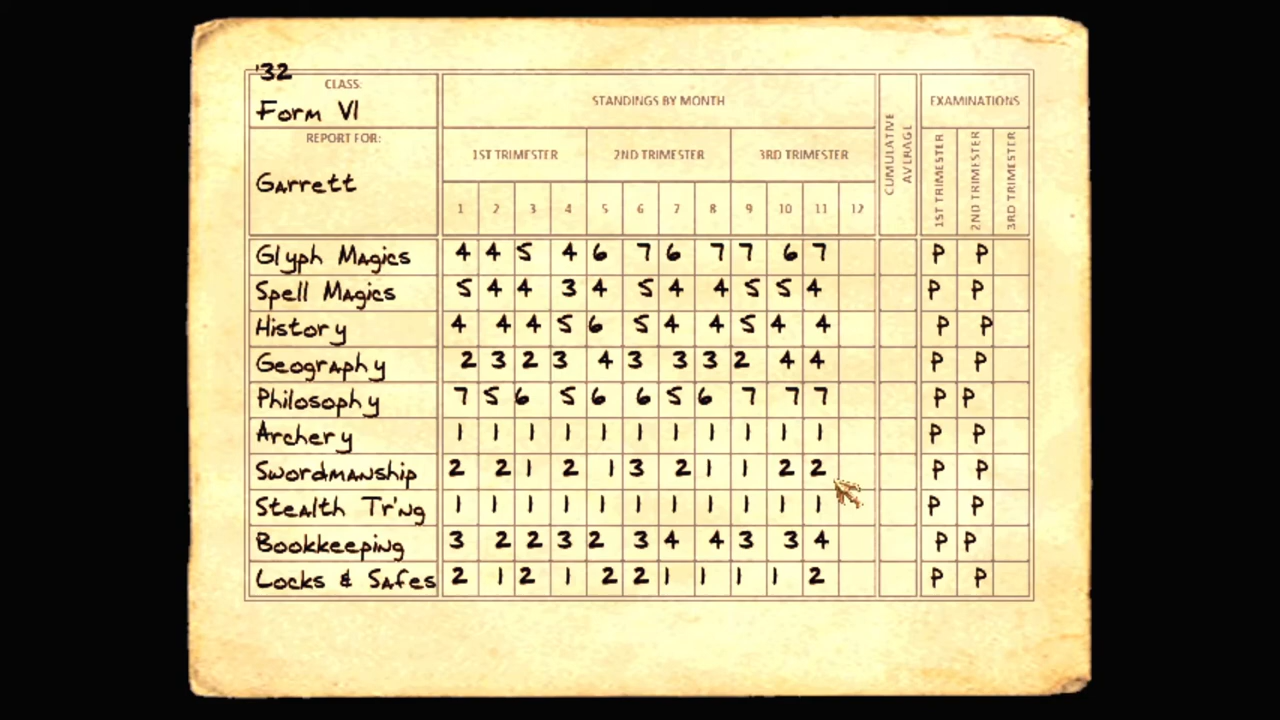 '32
CLASS:
Form VI
REPORT FOR:
Garrett
STANDINGS BY MONTH
1ST TRIMESTER 2ND TRIMESTER 3RD TRIMESTER
1 2 3 4 5 6 7 8 9 10 11 12
CUMULATIVE AVERAGE
EXAMINATIONS
1ST TRIMESTER
2ND TRIMESTER
3RD TRIMESTER
Glyph Magics 4 4 5 4 6 7 6 7 7 6 7 P P
Spell Magics 5 4 4 3 4 5 4 4 5 5 4 P P
History 4 4 4 5 6 5 4 4 5 4 4 P P
Geography 2 3 2 3 4 3 3 3 2 4 4 P P
Philosophy 7 5 6 5 6 6 5 6 7 7 7 P P
Archery 1 1 1 1 1 1 1 1 1 1 1 P P
Swordmanship 2 2 1 2 1 3 2 1 1 2 2 P P
Stealth Tr'ng 1 1 1 1 1 1 1 1 1 1 1 P P
Bookkeeping 3 2 2 3 2 3 4 4 3 3 4 P P
Locks & Safes 2 1 2 1 2 2 1 1 1 1 2 P P